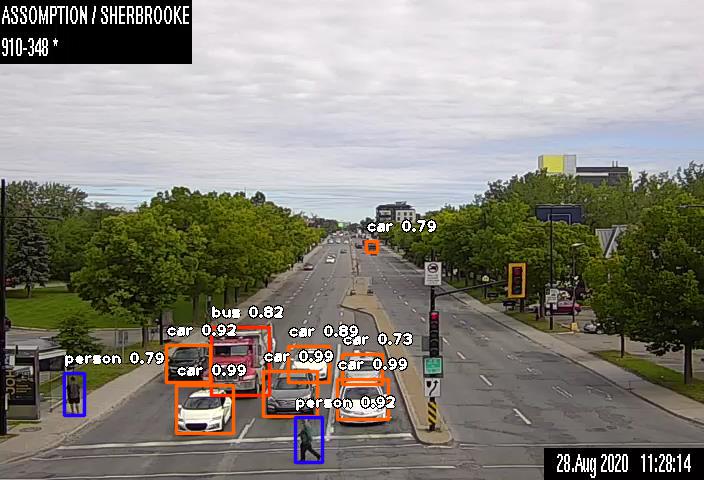 ASSOMPTION / SHERBROOKE
910-348 *
car 0.79
bus 0.82
car 0.92
car 0.89
car 0.73
person 0.79
car 0.99
car 0.99
car 0.99
person 0.92
28.Aug 2020 11:28:14